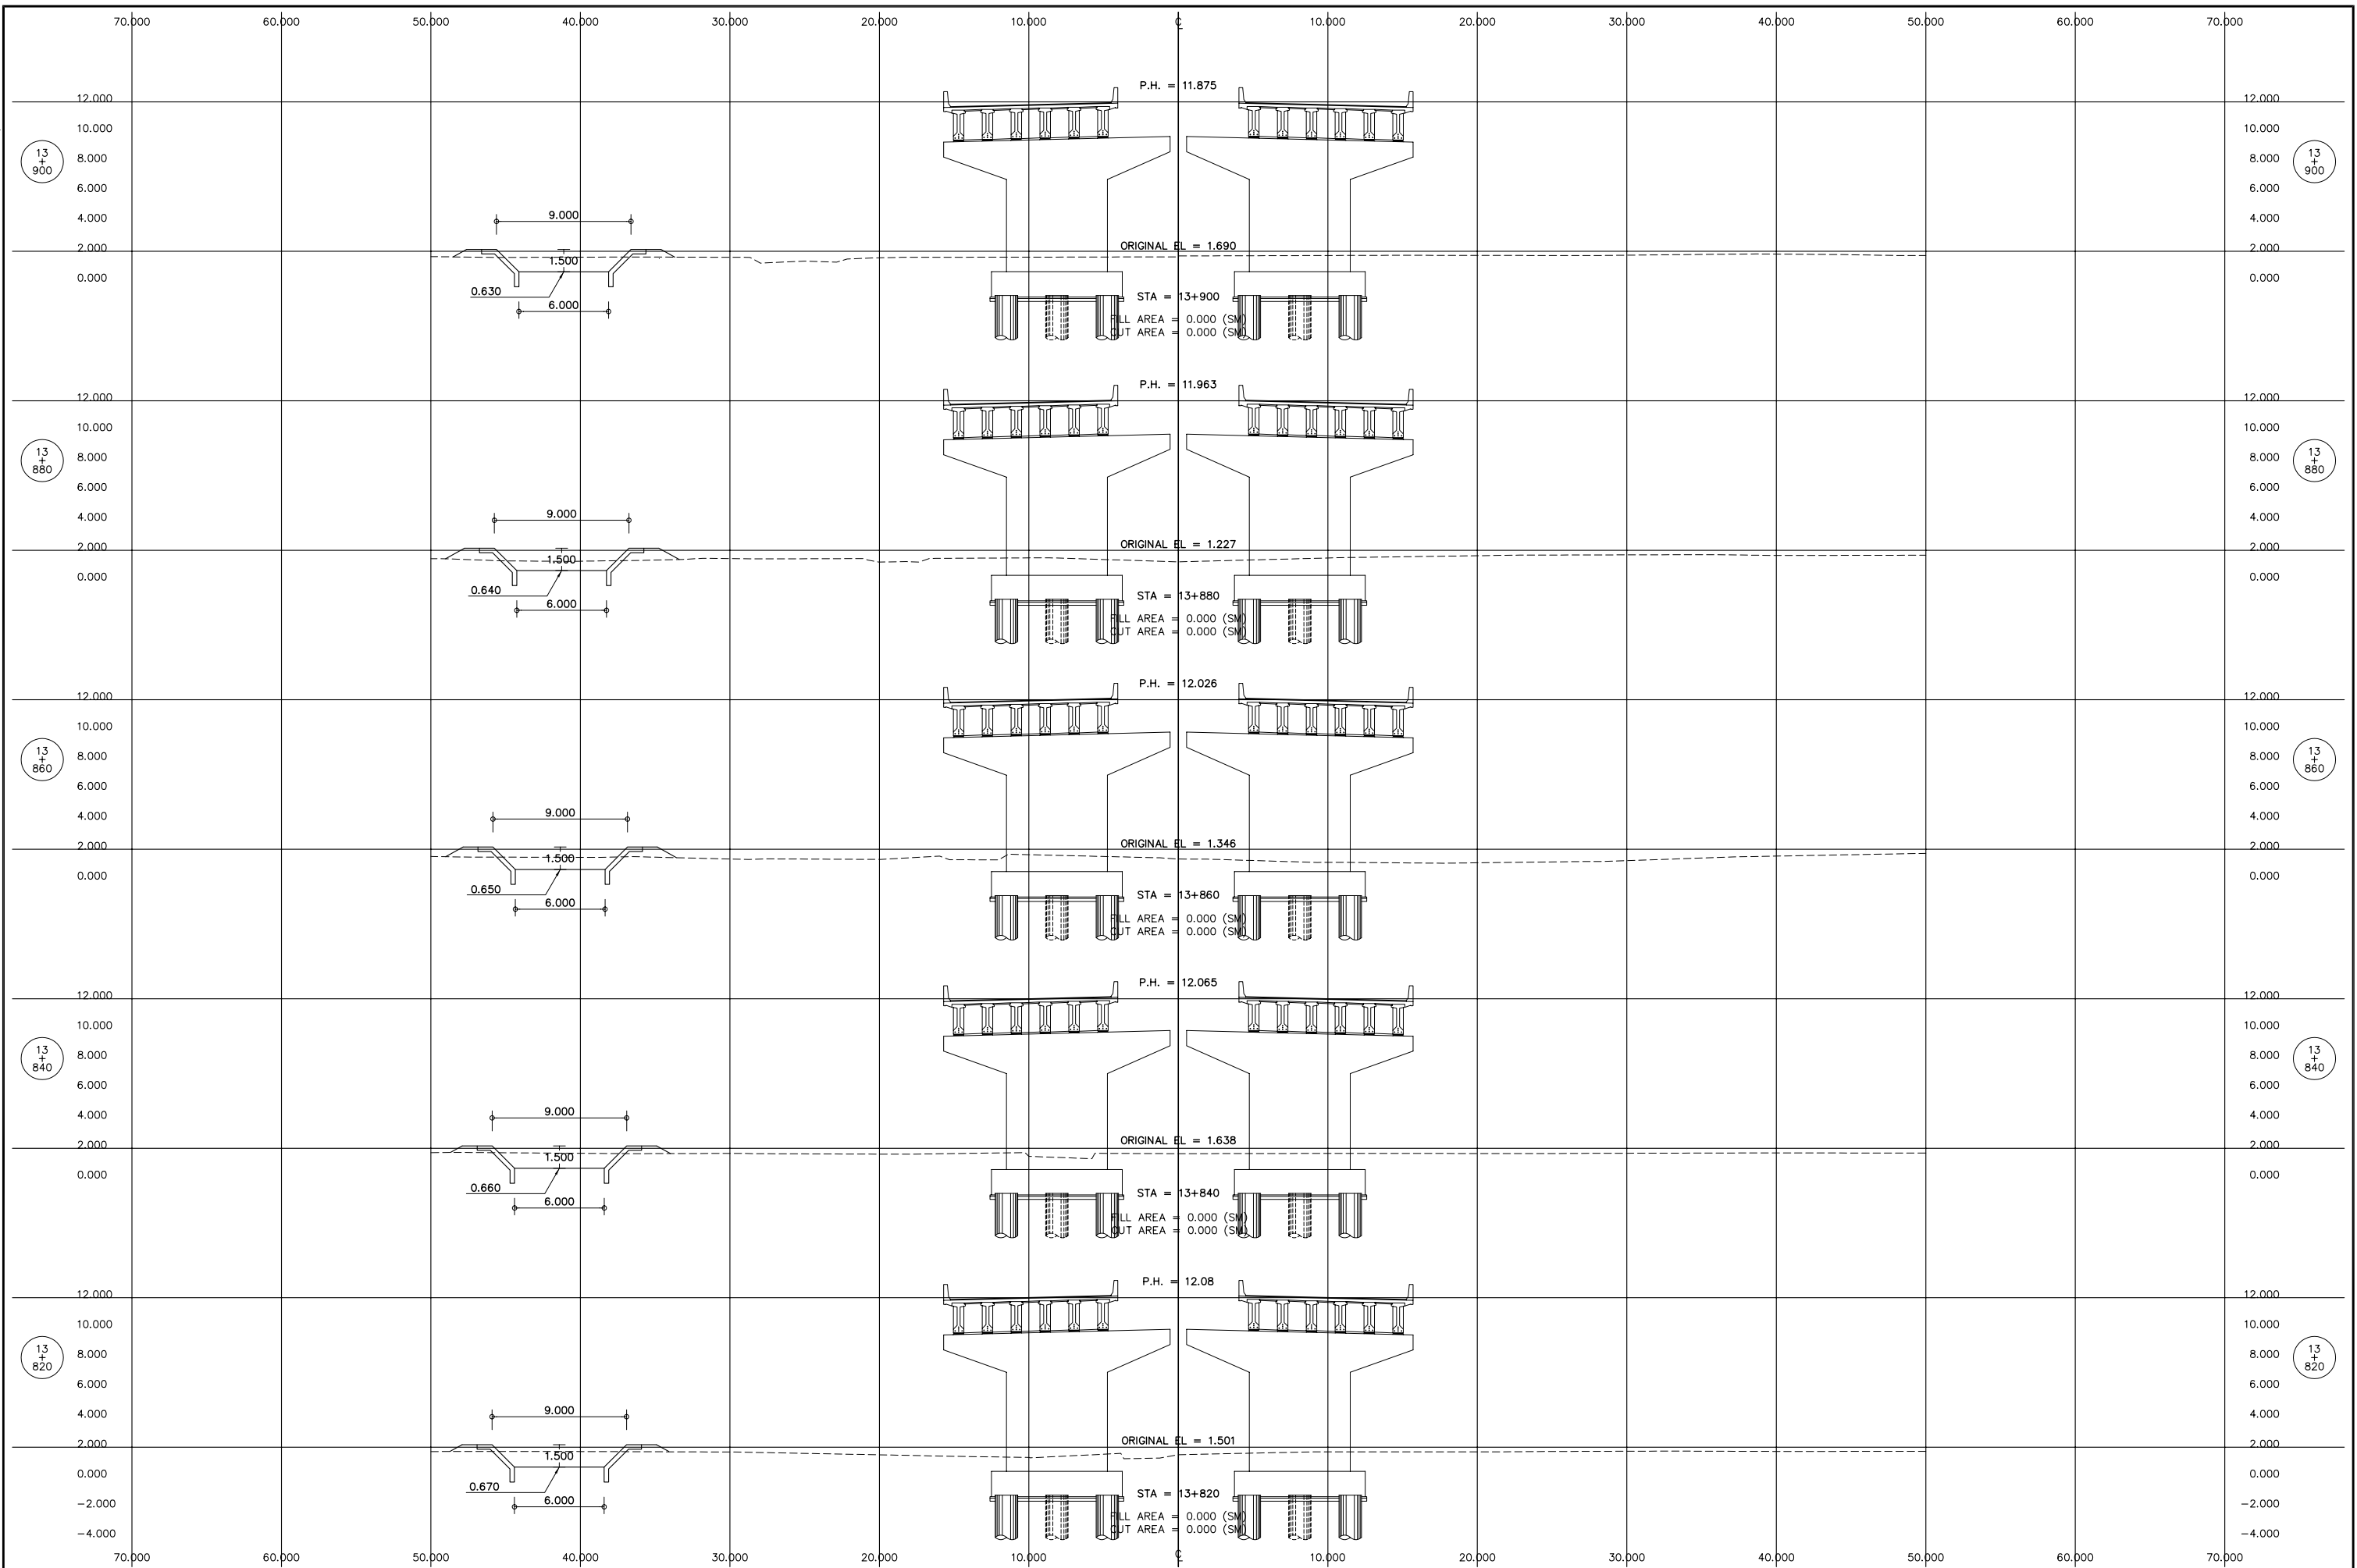 70.000 60.000 50.000 40.000 30.000 20.000 10.000 ℄ 10.000 20.000 30.000 40.000 50.000 60.000 70.000
P.H. = 11.875
12.000 12.000
10.000 10.000
13 + 900 8.000 8.000 13 + 900
6.000 6.000
4.000 9.000 4.000
2.000 ORIGINAL EL = 1.690 2.000
1.500
0.000 0.000
0.630 STA = 13+900
6.000
FILL AREA = 0.000 (SM)
CUT AREA = 0.000 (SM)
P.H. = 11.963
12.000 12.000
10.000 10.000
13 + 880 8.000 8.000 13 + 880
6.000 6.000
4.000 9.000 4.000
2.000 ORIGINAL EL = 1.227 2.000
1.500
0.000 0.000
0.640 STA = 13+880
6.000
FILL AREA = 0.000 (SM)
CUT AREA = 0.000 (SM)
P.H. = 12.026
12.000 12.000
10.000 10.000
13 + 860 8.000 8.000 13 + 860
6.000 6.000
4.000 9.000 4.000
2.000 ORIGINAL EL = 1.346 2.000
1.500
0.000 0.000
0.650 STA = 13+860
6.000
FILL AREA = 0.000 (SM)
CUT AREA = 0.000 (SM)
P.H. = 12.065
12.000 12.000
10.000 10.000
13 + 840 8.000 8.000 13 + 840
6.000 6.000
4.000 9.000 4.000
2.000 ORIGINAL EL = 1.638 2.000
1.500
0.000 0.000
0.660 STA = 13+840
6.000
FILL AREA = 0.000 (SM)
CUT AREA = 0.000 (SM)
P.H. = 12.08
12.000 12.000
10.000 10.000
13 + 820 8.000 8.000 13 + 820
6.000 6.000
4.000 9.000 4.000
2.000 ORIGINAL EL = 1.501 2.000
1.500
0.000 0.000
0.670 STA = 13+820
-2.000 6.000 -2.000
FILL AREA = 0.000 (SM)
CUT AREA = 0.000 (SM)
-4.000 -4.000
70.000 60.000 50.000 40.000 30.000 20.000 10.000 ℄ 10.000 20.000 30.000 40.000 50.000 60.000 70.000